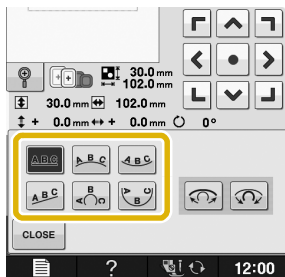 30.0 mm
102.0 mm
30.0 mm 102.0 mm
+ 0.0 mm + 0.0 mm 0°
ABC ABC ABC
ABC ABC ABC
CLOSE
? 12:00